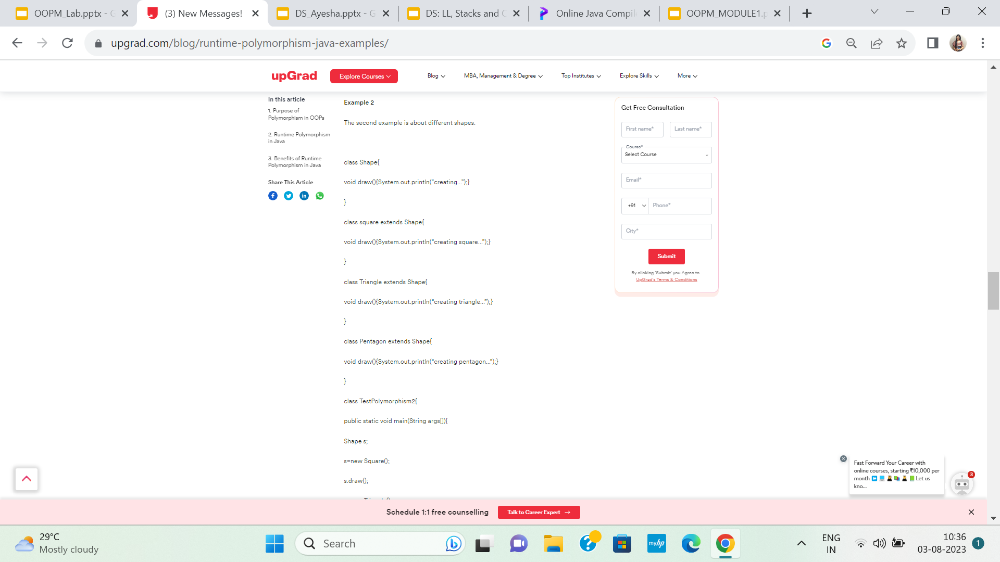 OOPM_Lab.pptx - G
(3) New Messages!
DS_Ayesha.pptx - G
DS: LL, Stacks and
Online Java Compil
OOPM_MODULE1.p
upgrad.com/blog/runtime-polymorphism-java-examples/
upGrad
Explore Courses
Blog
MBA, Management & Degree
Top Institutes
Explore Skills
More
In this article
1. Purpose of
Polymorphism in OOPs
2. Runtime Polymorphism
in Java
3. Benefits of Runtime
Polymorphism in Java
Share This Article
Example 2
The second example is about different shapes.
class Shape{
void draw(){System.out.println(“creating…”);}
}
class square extends Shape{
void draw(){System.out.println(“creating square…”);}
}
class Triangle extends Shape{
void draw(){System.out.println(“creating triangle…”);}
}
class Pentagon extends Shape{
void draw(){System.out.println(“creating pentagon…”);}
}
class TestPolymorphism2{
public static void main(String args[]){
Shape s;
s=new Square();
s.draw();
Get Free Consultation
First name*
Last name*
Course*
Select Course
Email*
+91
Phone*
City*
Submit
By clicking 'Submit' you Agree to
UpGrad's Terms & Conditions
Fast Forward Your Career with
online courses, starting ₹10,000 per
month Let us
kno...
3
Schedule 1:1 free counselling
Talk to Career Expert →
29°C
Mostly cloudy
Search
myhp
ENG
IN
10:36
03-08-2023
1